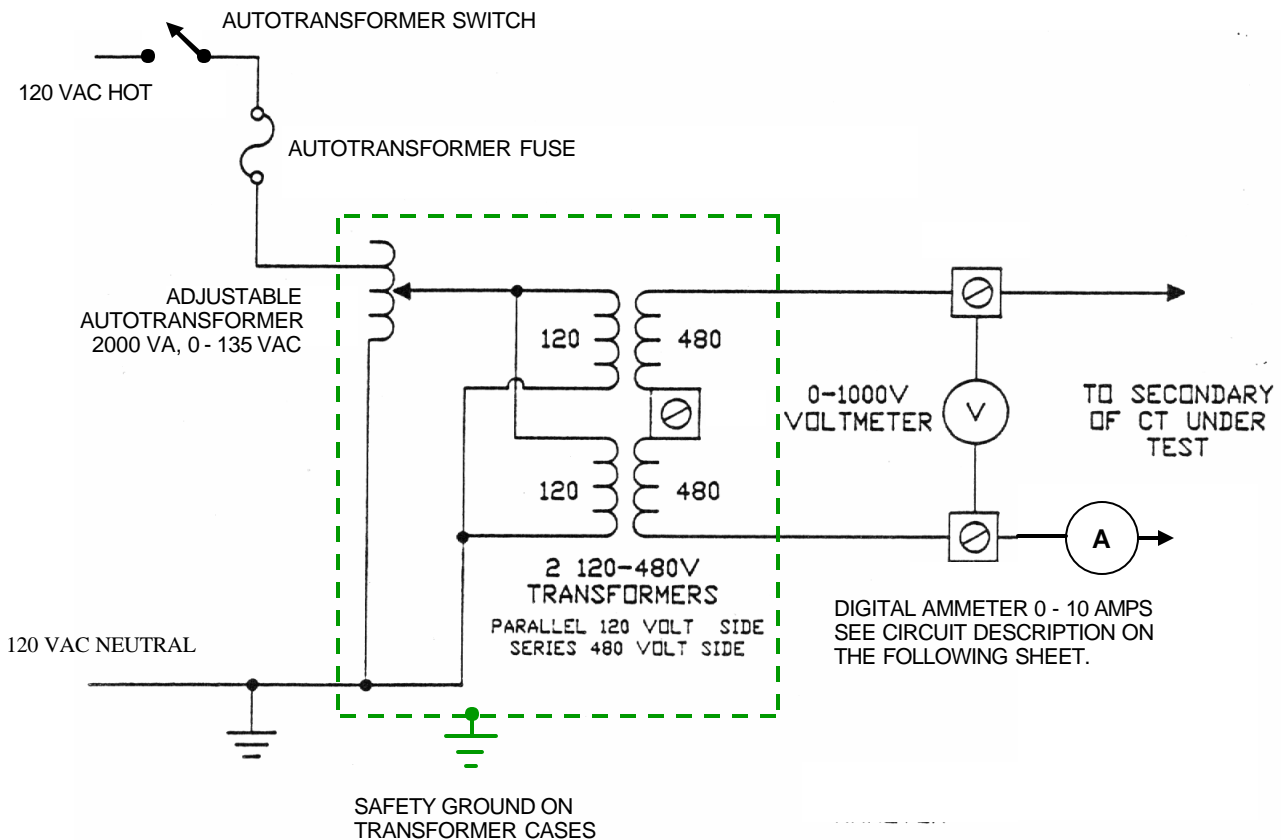 AUTOTRANSFORMER SWITCH
120 VAC HOT
AUTOTRANSFORMER FUSE
ADJUSTABLE
AUTOTRANSFORMER
2000 VA, 0 - 135 VAC
120
480
120
480
2 120-480V
TRANSFORMERS
PARALLEL 120 VOLT SIDE
SERIES 480 VOLT SIDE
0-1000V
VOLTMETER
V
TO SECONDARY
OF CT UNDER
TEST
A
DIGITAL AMMETER 0 - 10 AMPS
SEE CIRCUIT DESCRIPTION ON
THE FOLLOWING SHEET.
120 VAC NEUTRAL
SAFETY GROUND ON
TRANSFORMER CASES